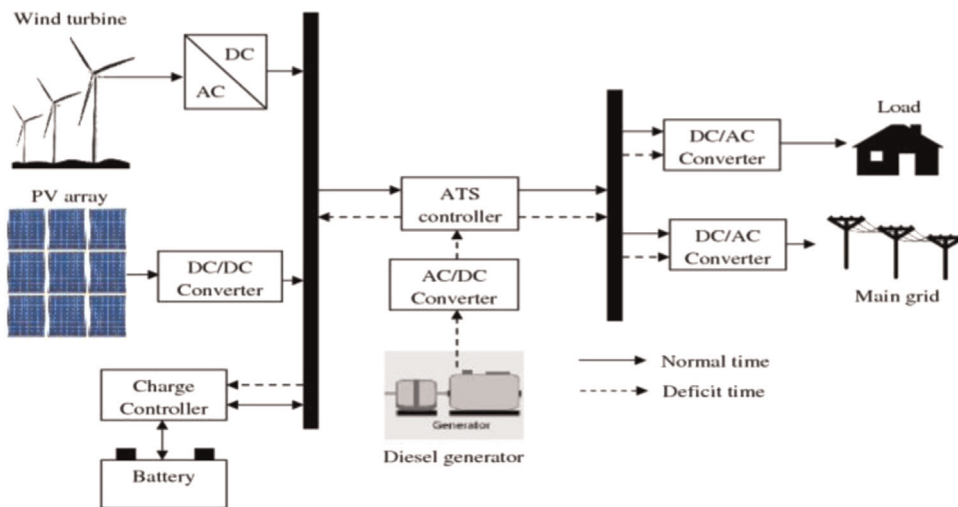 Wind turbine
DC
AC
PV array
DC/DC
Converter
Charge
Controller
Battery
ATS
controller
AC/DC
Converter
Generator
Diesel generator
DC/AC
Converter
Load
DC/AC
Converter
Main grid
Normal time
Deficit time